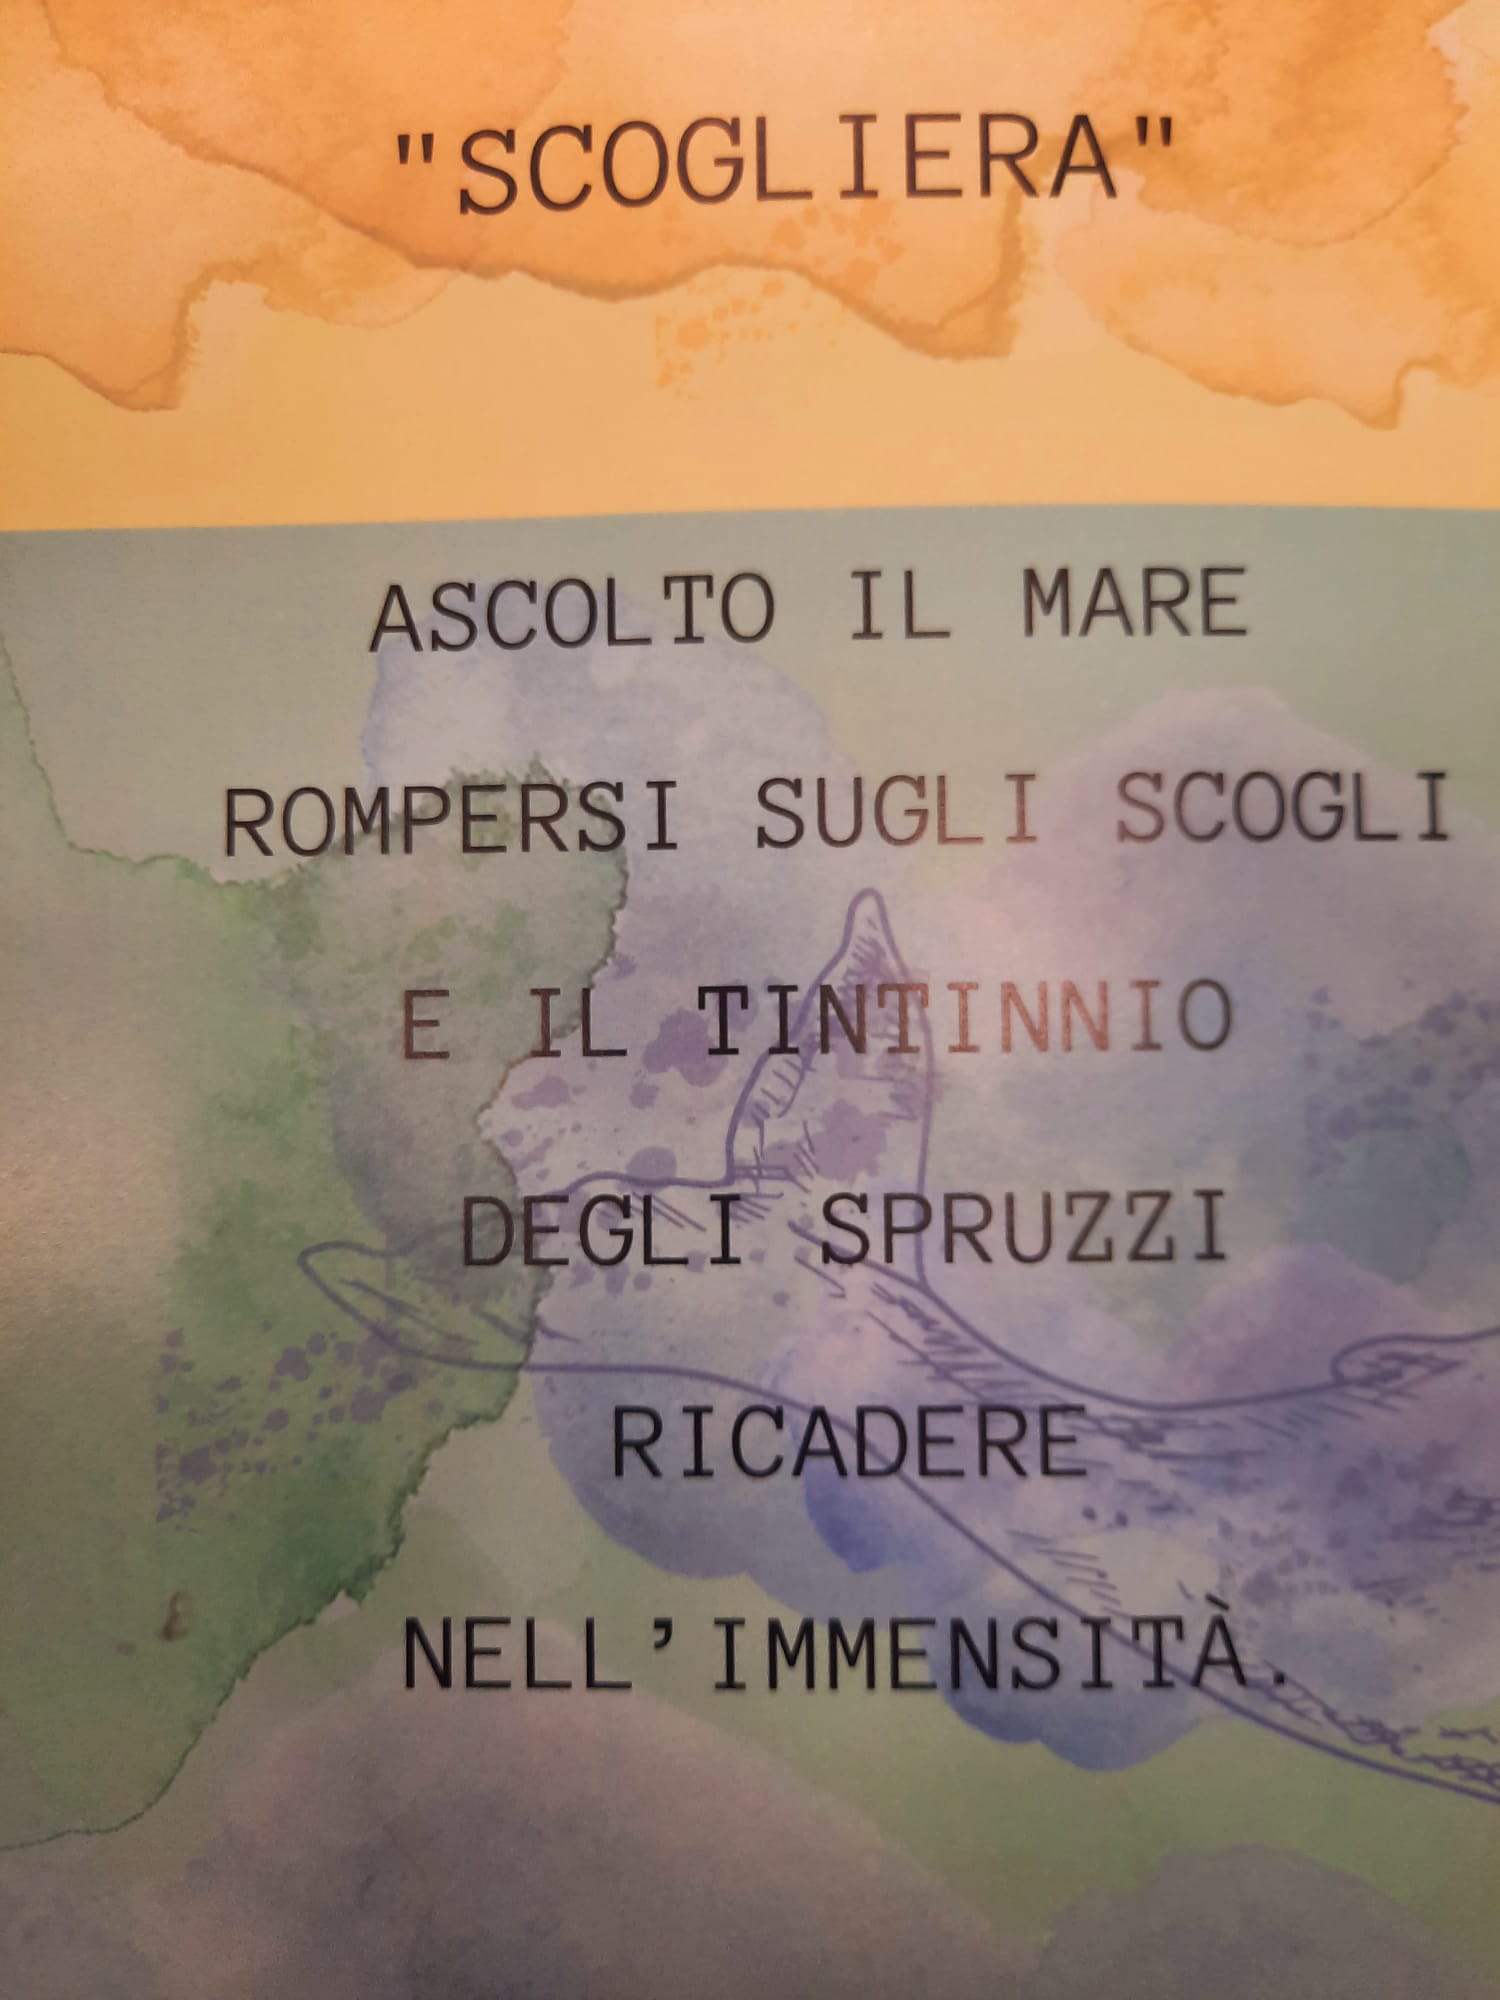 "SCOGLIERA"
ASCOLTO IL MARE
ROMPERSI SUGLI SCOGLI
E IL TINTINNIO
DEGLI SPRUZZI
RICADERE
NELL’IMMENSITÀ.